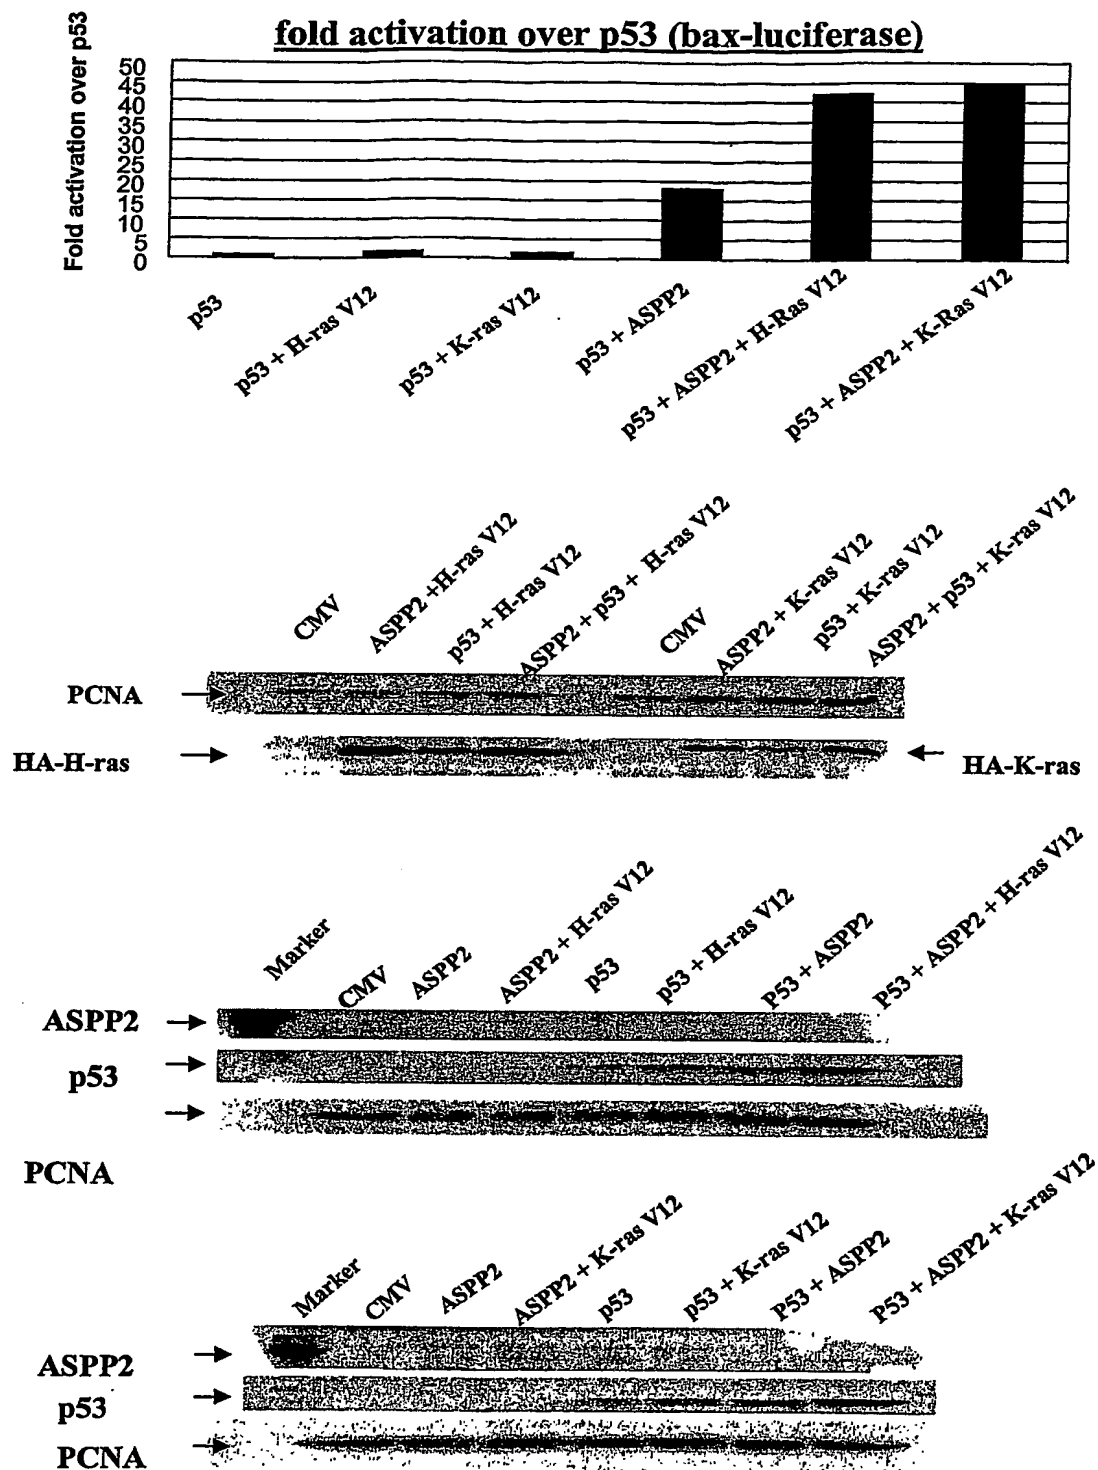 fold activation over p53 (bax-luciferase)
Fold activation over p53
50
45
40
35
30
25
20
15
10
5
0
p53
p53 + H-ras V12
p53 + K-ras V12
p53 + ASPP2
p53 + ASPP2 + H-Ras V12
p53 + ASPP2 + K-Ras V12
CMV
ASPP2 +H-ras V12
p53 + H-ras V12
ASPP2 + p53 + H-ras V12
CMV
ASPP2 + K-ras V12
p53 + K-ras V12
ASPP2 + p53 + K-ras V12
PCNA
HA-H-ras
HA-K-ras
Marker
CMV
ASPP2
ASPP2 + H-ras V12
p53
p53 + H-ras V12
P53 + ASPP2
P53 + ASPP2 + H-ras V12
ASPP2
p53
PCNA
Marker
CMV
ASPP2
ASPP2 + K-ras V12
p53
p53 + K-ras V12
P53 + ASPP2
P53 + ASPP2 + K-ras V12
ASPP2
p53
PCNA